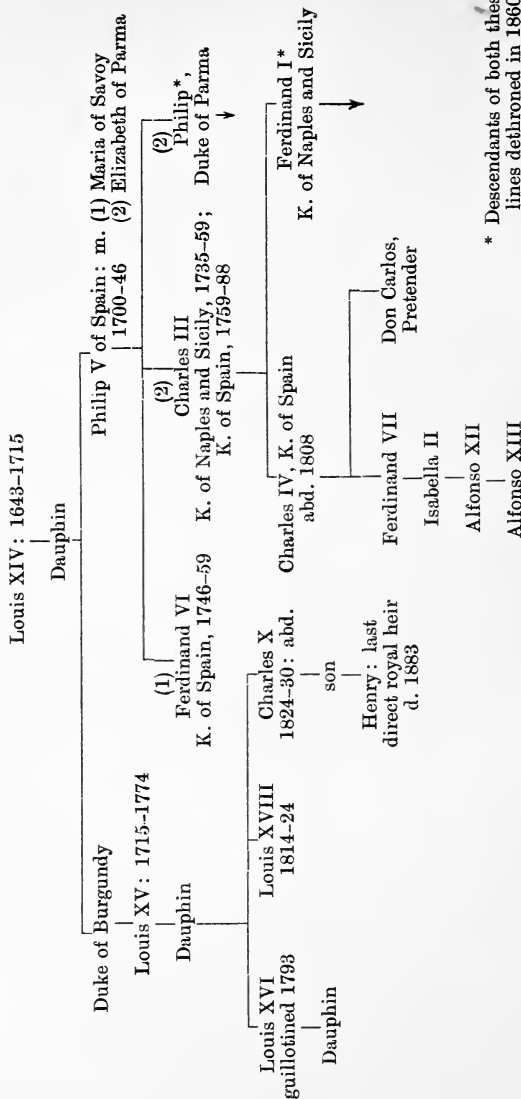 Louis XIV: 1643–1715
Dauphin
Duke of Burgundy
Louis XV: 1715–1774
Dauphin
Louis XVI
guillotined 1793
Dauphin
Louis XVIII
1814–24
Charles X
1824–30: abd.
son
Henry: last
direct royal heir
d. 1883
Philip V of Spain: m. (1) Maria of Savoy
1700–46 (2) Elizabeth of Parma
(1)
Ferdinand VI
K. of Spain, 1746–59
(2)
Charles III
K. of Naples and Sicily, 1735–59;
K. of Spain, 1759–88
(2)
Philip*,
Duke of Parma
Charles IV, K. of Spain
abd. 1808
Ferdinand I*
K. of Naples and Sicily
Ferdinand VII
Isabella II
Alfonso XII
Alfonso XIII
Don Carlos,
Pretender
* Descendants of both
lines dethroned in 1860